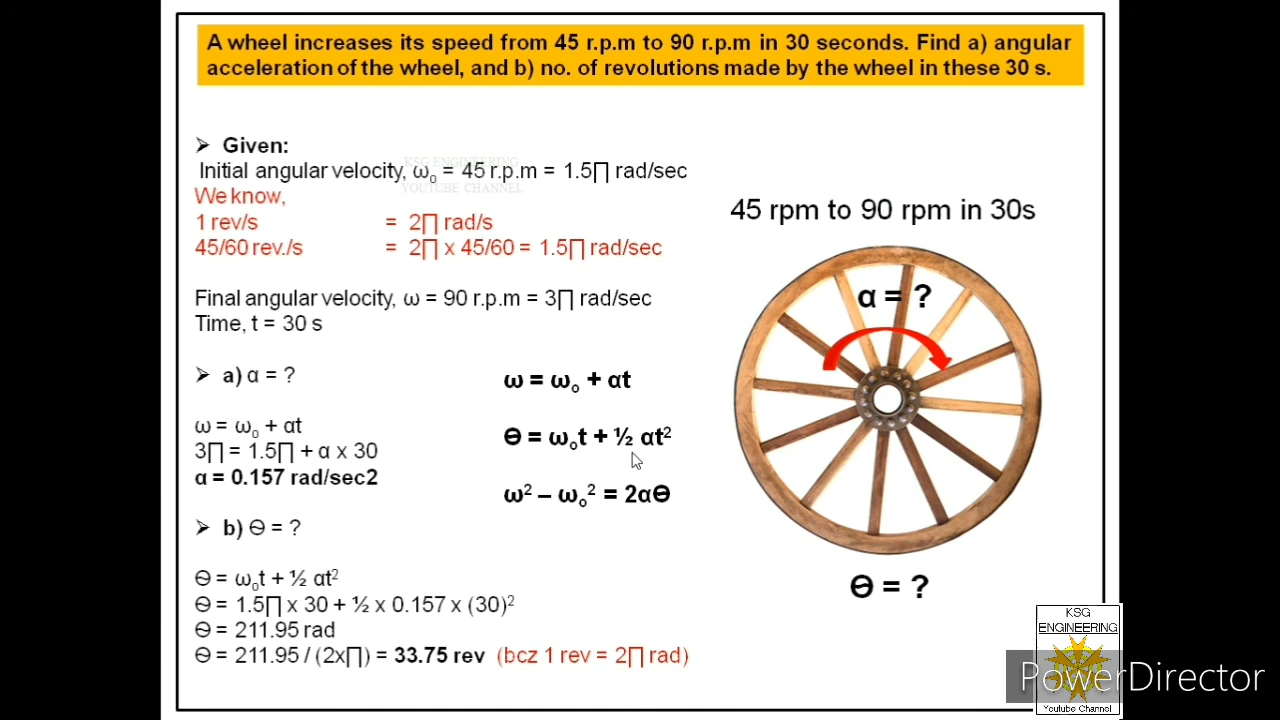 A wheel increases its speed from 45 r.p.m to 90 r.p.m in 30 seconds. Find a) angular
acceleration of the wheel, and b) no. of revolutions made by the wheel in these 30 s.
➢ Given:
Initial angular velocity, ω₀ = 45 r.p.m = 1.5∏ rad/sec
KSG ENGINEERING
YOUTUBE CHANNEL
We know,
1 rev/s = 2∏ rad/s
45/60 rev./s = 2∏ x 45/60 = 1.5∏ rad/sec
Final angular velocity, ω = 90 r.p.m = 3∏ rad/sec
Time, t = 30 s
➢ a) α = ?
ω = ω₀ + αt
3∏ = 1.5∏ + α x 30
α = 0.157 rad/sec2
➢ b) Ө = ?
Ө = ω₀t + ½ αt²
Ө = 1.5∏ x 30 + ½ x 0.157 x (30)²
Ө = 211.95 rad
Ө = 211.95 / (2x∏) = 33.75 rev (bcz 1 rev = 2∏ rad)
ω = ω₀ + αt
Ө = ω₀t + ½ αt²
ω² – ω₀² = 2αӨ
45 rpm to 90 rpm in 30s
α = ?
Ө = ?
KSG
ENGINEERING
PowerDirector
Youtube Channel